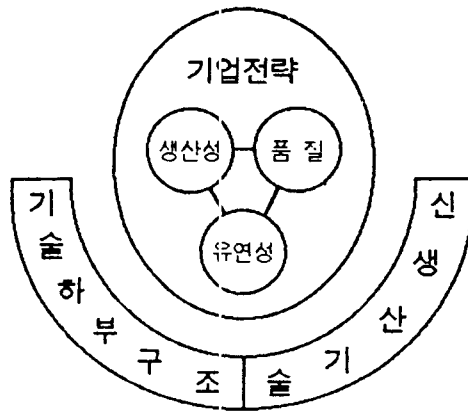 기업전략
생산성
품 질
유연성
기술하부구조
신생산기술